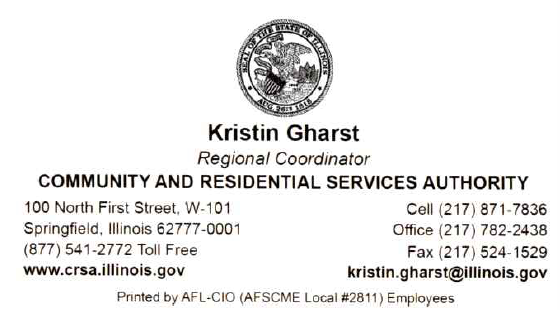 SEAL OF THE STATE OF ILLINOIS
AUG. 26TH 1818
Kristin Gharst
Regional Coordinator
COMMUNITY AND RESIDENTIAL SERVICES AUTHORITY
100 North First Street, W-101
Springfield, Illinois 62777-0001
(877) 541-2772 Toll Free
www.crsa.illinois.gov
Cell (217) 871-7836
Office (217) 782-2438
Fax (217) 524-1529
kristin.gharst@illinois.gov
Printed by AFL-CIO (AFSCME Local #2811) Employees